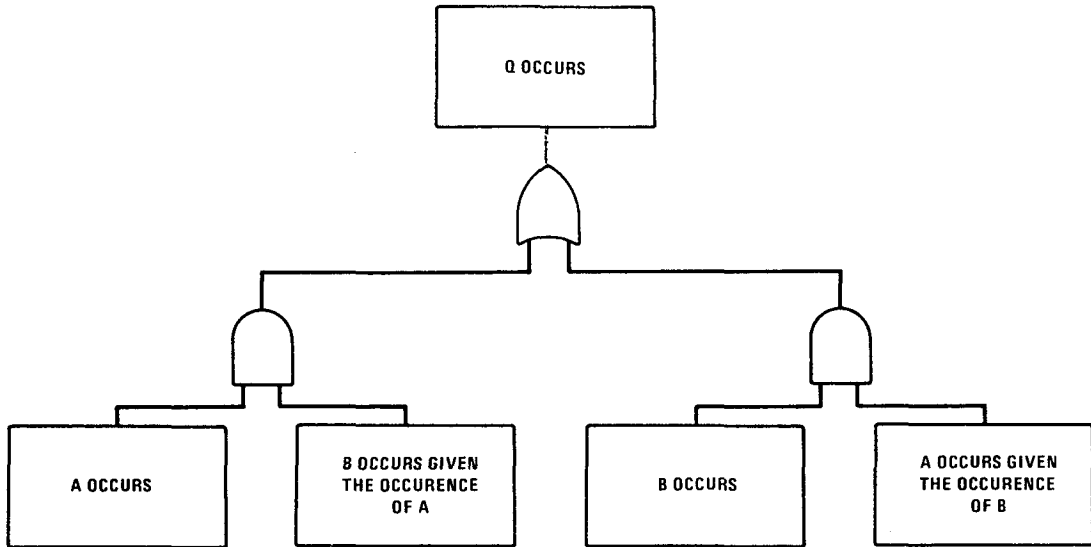 Q OCCURS
A OCCURS
B OCCURS GIVEN
THE OCCURENCE
OF A
B OCCURS
A OCCURS GIVEN
THE OCCURENCE
OF B